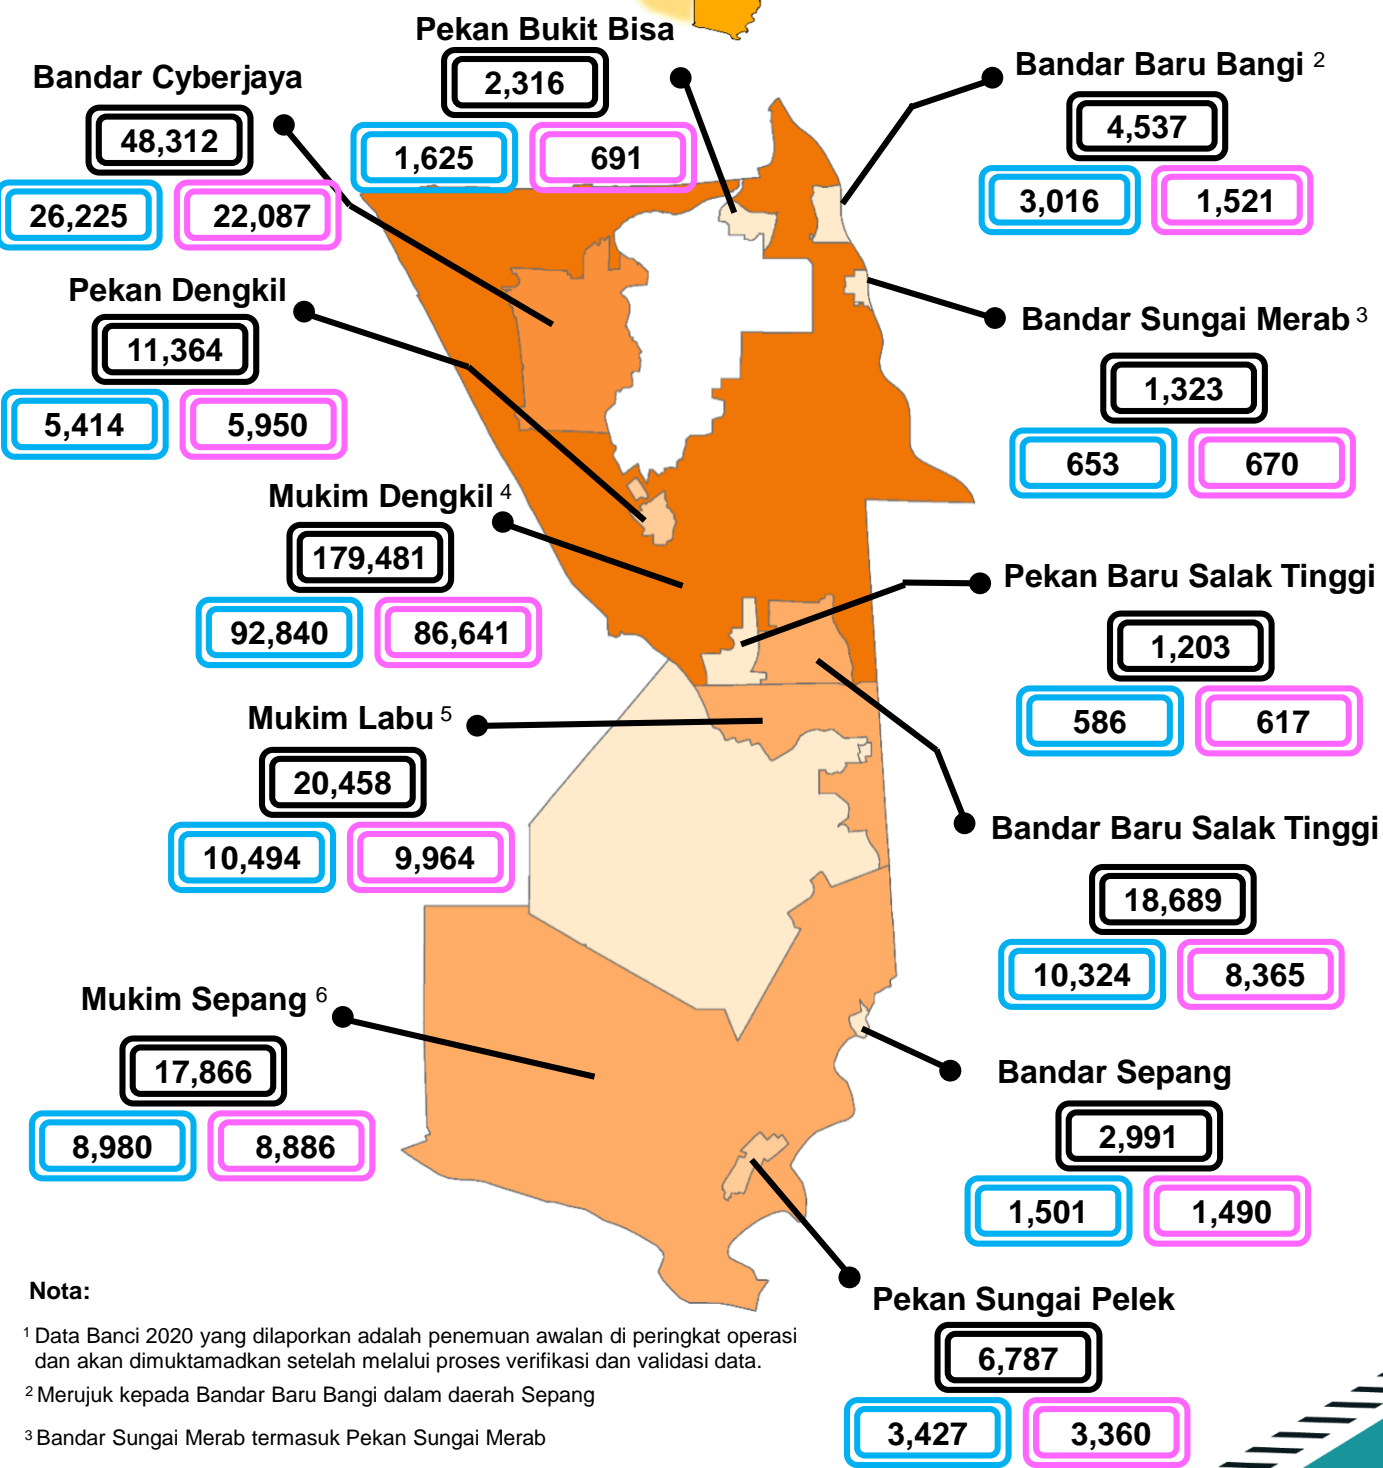 Pekan Bukit Bisa
2,316
1,625 691
Bandar Cyberjaya
48,312
26,225 22,087
Bandar Baru Bangi 2
4,537
3,016 1,521
Pekan Dengkil
11,364
5,414 5,950
Bandar Sungai Merab 3
1,323
653 670
Mukim Dengkil 4
179,481
92,840 86,641
Pekan Baru Salak Tinggi
1,203
586 617
Mukim Labu 5
20,458
10,494 9,964
Bandar Baru Salak Tinggi
18,689
10,324 8,365
Mukim Sepang 6
17,866
8,980 8,886
Bandar Sepang
2,991
1,501 1,490
Pekan Sungai Pelek
6,787
3,427 3,360
Nota:
1 Data Banci 2020 yang dilaporkan adalah penemuan awalan di peringkat operasi
dan akan dimuktamadkan setelah melalui proses verifikasi dan validasi data.
2 Merujuk kepada Bandar Baru Bangi dalam daerah Sepang
3 Bandar Sungai Merab termasuk Pekan Sungai Merab